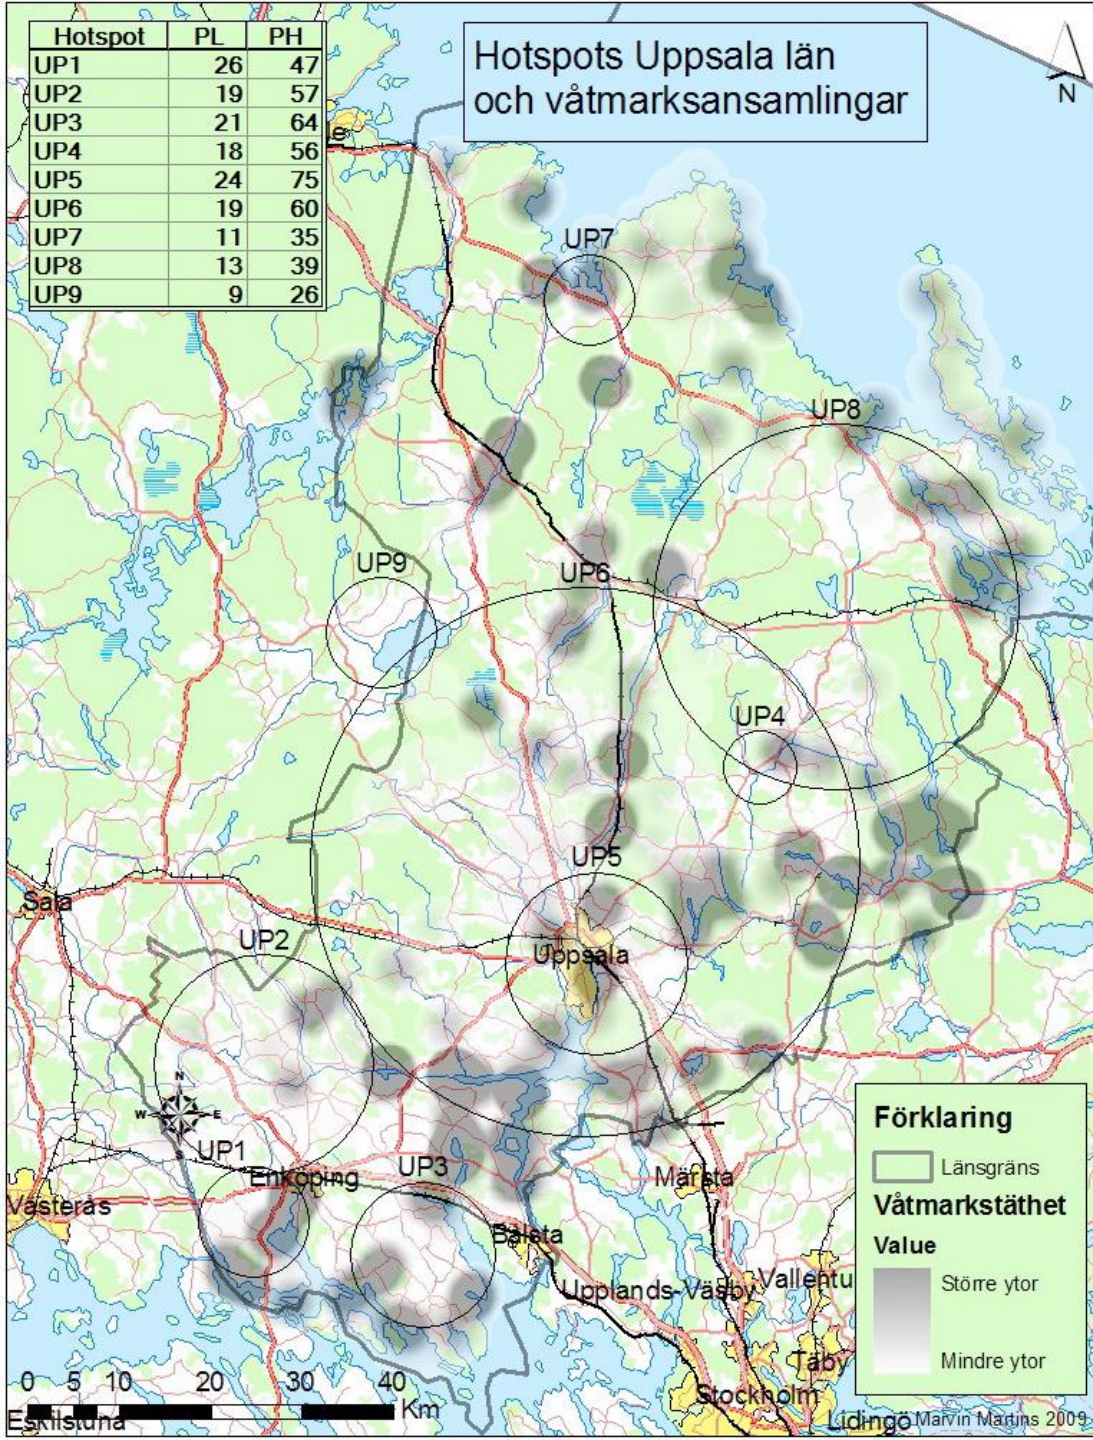 Hotspot PL PH
UP1 26 47
UP2 19 57
UP3 21 64
UP4 18 56
UP5 24 75
UP6 19 60
UP7 11 35
UP8 13 39
UP9 9 26
Hotspots Uppsala län
och våtmarksansamlingar
N
le
UP7
UP8
UP9
UP6
UP4
UP5
Sala
UP2
Uppsala
N
W E
S
UP1
Enköping
UP3
Märsta
Västerås
Bålsta
Upplands-Väsby
Vallentu
Täby
Stockholm
Lidingö
Eskilstuna
0 5 10 20 30 40
Km
Förklaring
Länsgräns
Våtmarkstäthet
Value
Större ytor
Mindre ytor
Marvin Martins 2009